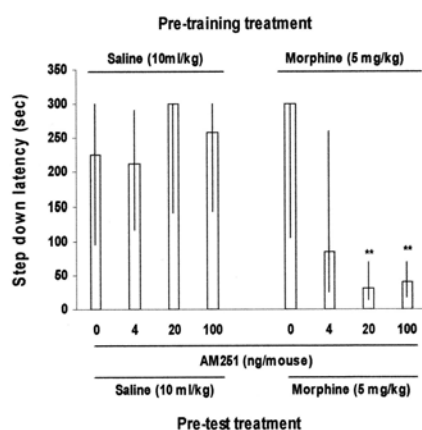 Pre-training treatment
Saline (10ml/kg) Morphine (5 mg/kg)
Step down latency (sec)
350
300
250
200
150
100
50
0
** **
0 4 20 100 0 4 20 100
AM251 (ng/mouse)
Saline (10 ml/kg) Morphine (5 mg/kg)
Pre-test treatment